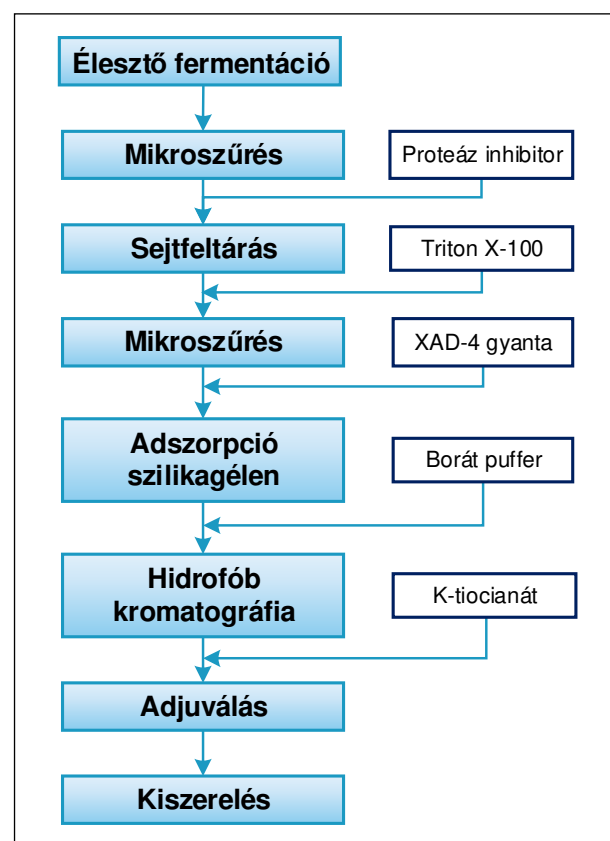 Élesztő fermentáció
Mikroszűrés
Proteáz inhibitor
Sejtfeltárás
Triton X-100
Mikroszűrés
XAD-4 gyanta
Adszorpció
szilikagélen
Borát puffer
Hidrofób
kromatográfia
K-tiocianát
Adjuválás
Kiszerelés